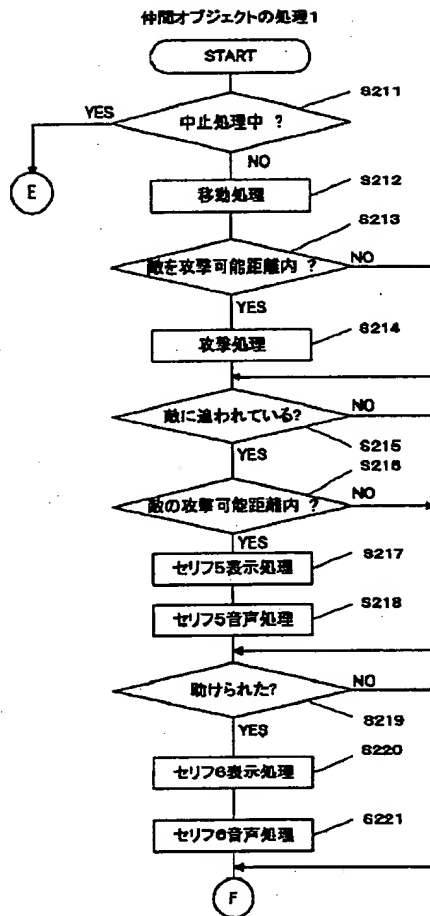 仲間オブジェクトの処理1
START
S211
YES
中止処理中 ?
E
NO
S212
移動処理
S213
敵を攻撃可能距離内 ?
NO
YES
S214
攻撃処理
敵に追われている?
NO
S215
YES
S216
敵の攻撃可能距離内 ?
NO
YES
S217
セリフ5表示処理
S218
セリフ5音声処理
助けられた?
NO
S219
YES
S220
セリフ6表示処理
S221
セリフ6音声処理
F